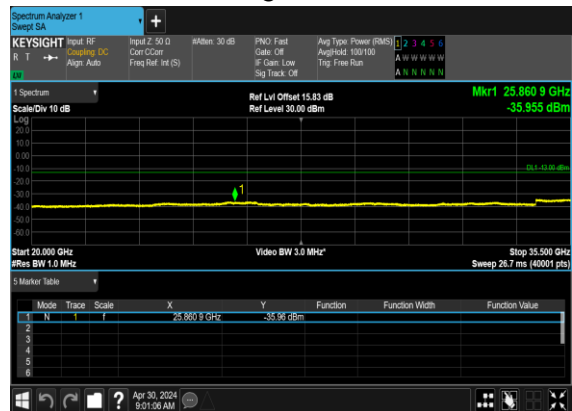 Spectrum Analyzer 1
Swept SA
+
KEYSIGHT Input: RF Input Z: 50 Ω #Atten: 30 dB PNO: Fast Avg Type: Power (RMS) 1 2 3 4 5 6
R T Coupling: DC Corr CCorr Gate: Off Avg|Hold: 100/100 A W W W W W
Align: Auto Freq Ref: Int (S) IF Gain: Low Trig: Free Run
Sig Track: Off A N N N N N
1 Spectrum Ref Lvl Offset 15.83 dB Mkr1 25.860 9 GHz
Scale/Div 10 dB Ref Level 30.00 dBm -35.955 dBm
Log
20.0
10.0
0.00
-10.0 DL1 -13.00 dBm
-20.0
-30.0 1
-40.0
-50.0
-60.0
Start 20.000 GHz Video BW 3.0 MHz* Stop 35.500 GHz
#Res BW 1.0 MHz Sweep 26.7 ms (40001 pts)
5 Marker Table
Mode Trace Scale X Y Function Function Width Function Value
1 N 1 f 25.860 9 GHz -35.96 dBm
2
3
4
5
6
? Apr 30, 2024
9:01:06 AM